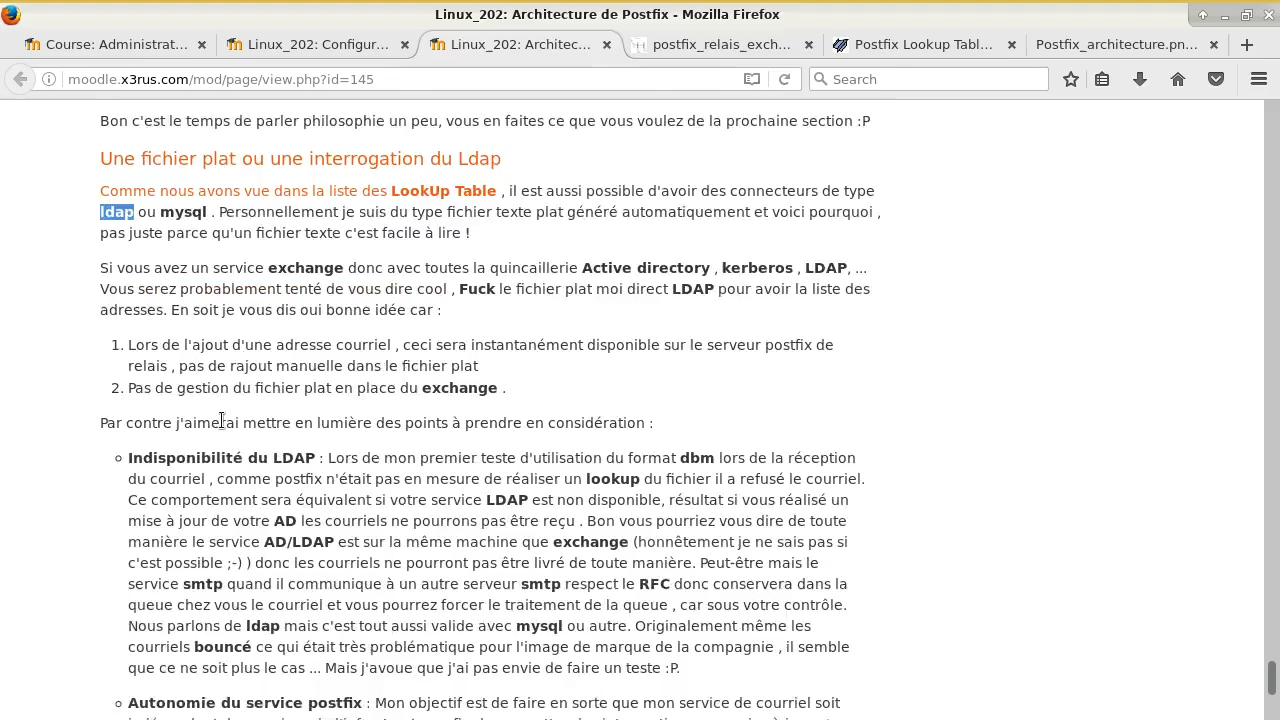 Linux_202: Architecture de Postfix - Mozilla Firefox
Course: Administrat...
Linux_202: Configur...
Linux_202: Architec...
postfix_relais_exch...
Postfix Lookup Tabl...
Postfix_architecture.pn...
moodle.x3rus.com/mod/page/view.php?id=145
Search
Bon c'est le temps de parler philosophie un peu, vous en faites ce que vous voulez de la prochaine section :P
Une fichier plat ou une interrogation du Ldap
Comme nous avons vue dans la liste des LookUp Table , il est aussi possible d'avoir des connecteurs de type
ldap ou mysql . Personnellement je suis du type fichier texte plat généré automatiquement et voici pourquoi ,
pas juste parce qu'un fichier texte c'est facile à lire !
Si vous avez un service exchange donc avec toutes la quincaillerie Active directory , kerberos , LDAP, ...
Vous serez probablement tenté de vous dire cool , Fuck le fichier plat moi direct LDAP pour avoir la liste des
adresses. En soit je vous dis oui bonne idée car :
1. Lors de l'ajout d'une adresse courriel , ceci sera instantanément disponible sur le serveur postfix de
relais , pas de rajout manuelle dans le fichier plat
2. Pas de gestion du fichier plat en place du exchange .
Par contre j'aimerai mettre en lumière des points à prendre en considération :
Indisponibilité du LDAP : Lors de mon premier teste d'utilisation du format dbm lors de la réception
du courriel , comme postfix n'était pas en mesure de réaliser un lookup du fichier il a refusé le courriel.
Ce comportement sera équivalent si votre service LDAP est non disponible, résultat si vous réalisé un
mise à jour de votre AD les courriels ne pourrons pas être reçu . Bon vous pourriez vous dire de toute
manière le service AD/LDAP est sur la même machine que exchange (honnêtement je ne sais pas si
c'est possible ;-) ) donc les courriels ne pourront pas être livré de toute manière. Peut-être mais le
service smtp quand il communique à un autre serveur smtp respect le RFC donc conservera dans la
queue chez vous le courriel et vous pourrez forcer le traitement de la queue , car sous votre contrôle.
Nous parlons de ldap mais c'est tout aussi valide avec mysql ou autre. Originalement même les
courriels bouncé ce qui était très problématique pour l'image de marque de la compagnie , il semble
que ce ne soit plus le cas ... Mais j'avoue que j'ai pas envie de faire un teste :P.
Autonomie du service postfix : Mon objectif est de faire en sorte que mon service de courriel soit